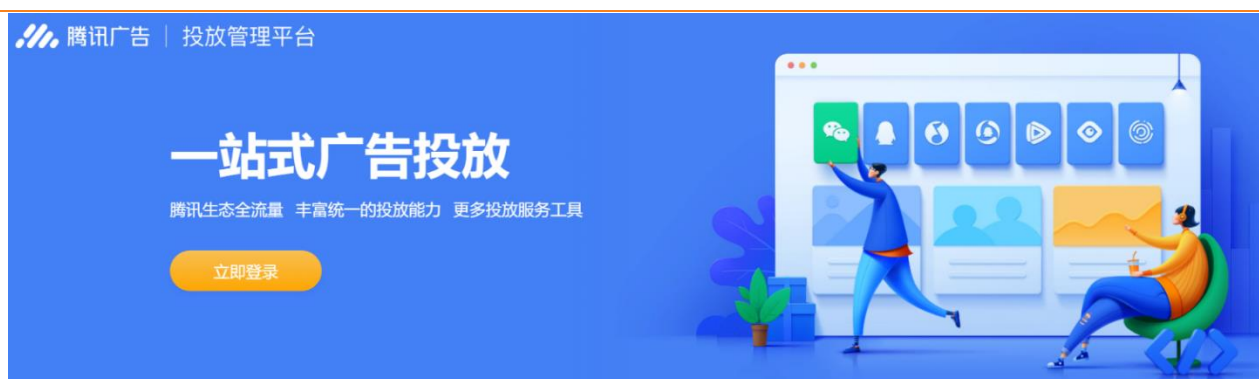 腾讯广告 | 投放管理平台
一站式广告投放
腾讯生态全流量 丰富统一的投放能力 更多投放服务工具
立即登录